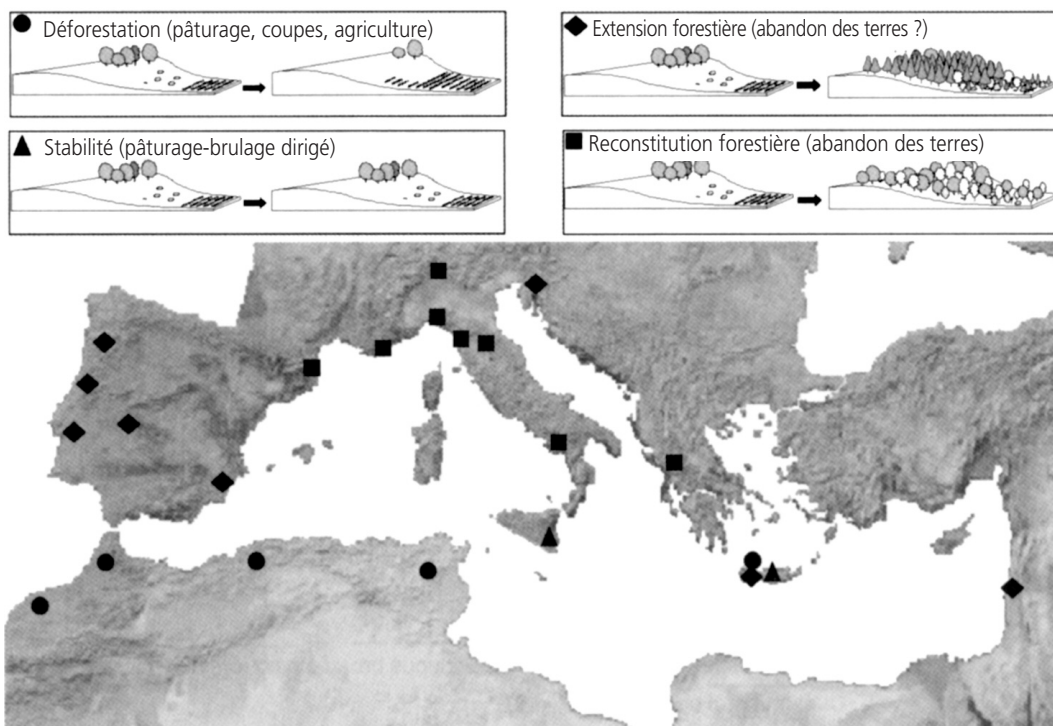 Déforestation (pâturage, coupes, agriculture)
Extension forestière (abandon des terres ?)
Stabilité (pâturage-brulage dirigé)
Reconstitution forestière (abandon des terres)